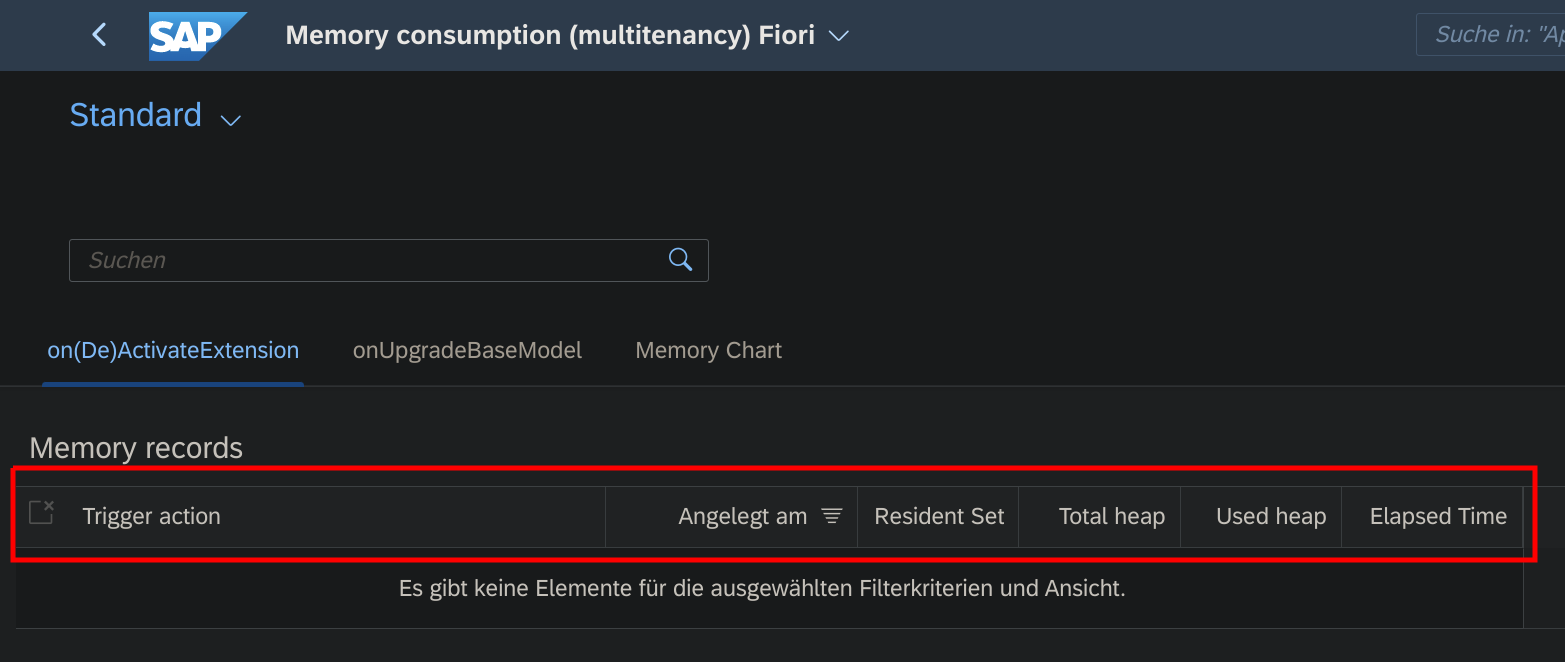 SAP Memory consumption (multitenancy) Fiori
Suche in: "Ap
Standard
Suchen
on(De)ActivateExtension onUpgradeBaseModel Memory Chart
Memory records
Trigger action Angelegt am Resident Set Total heap Used heap Elapsed Time
Es gibt keine Elemente für die ausgewählten Filterkriterien und Ansicht.